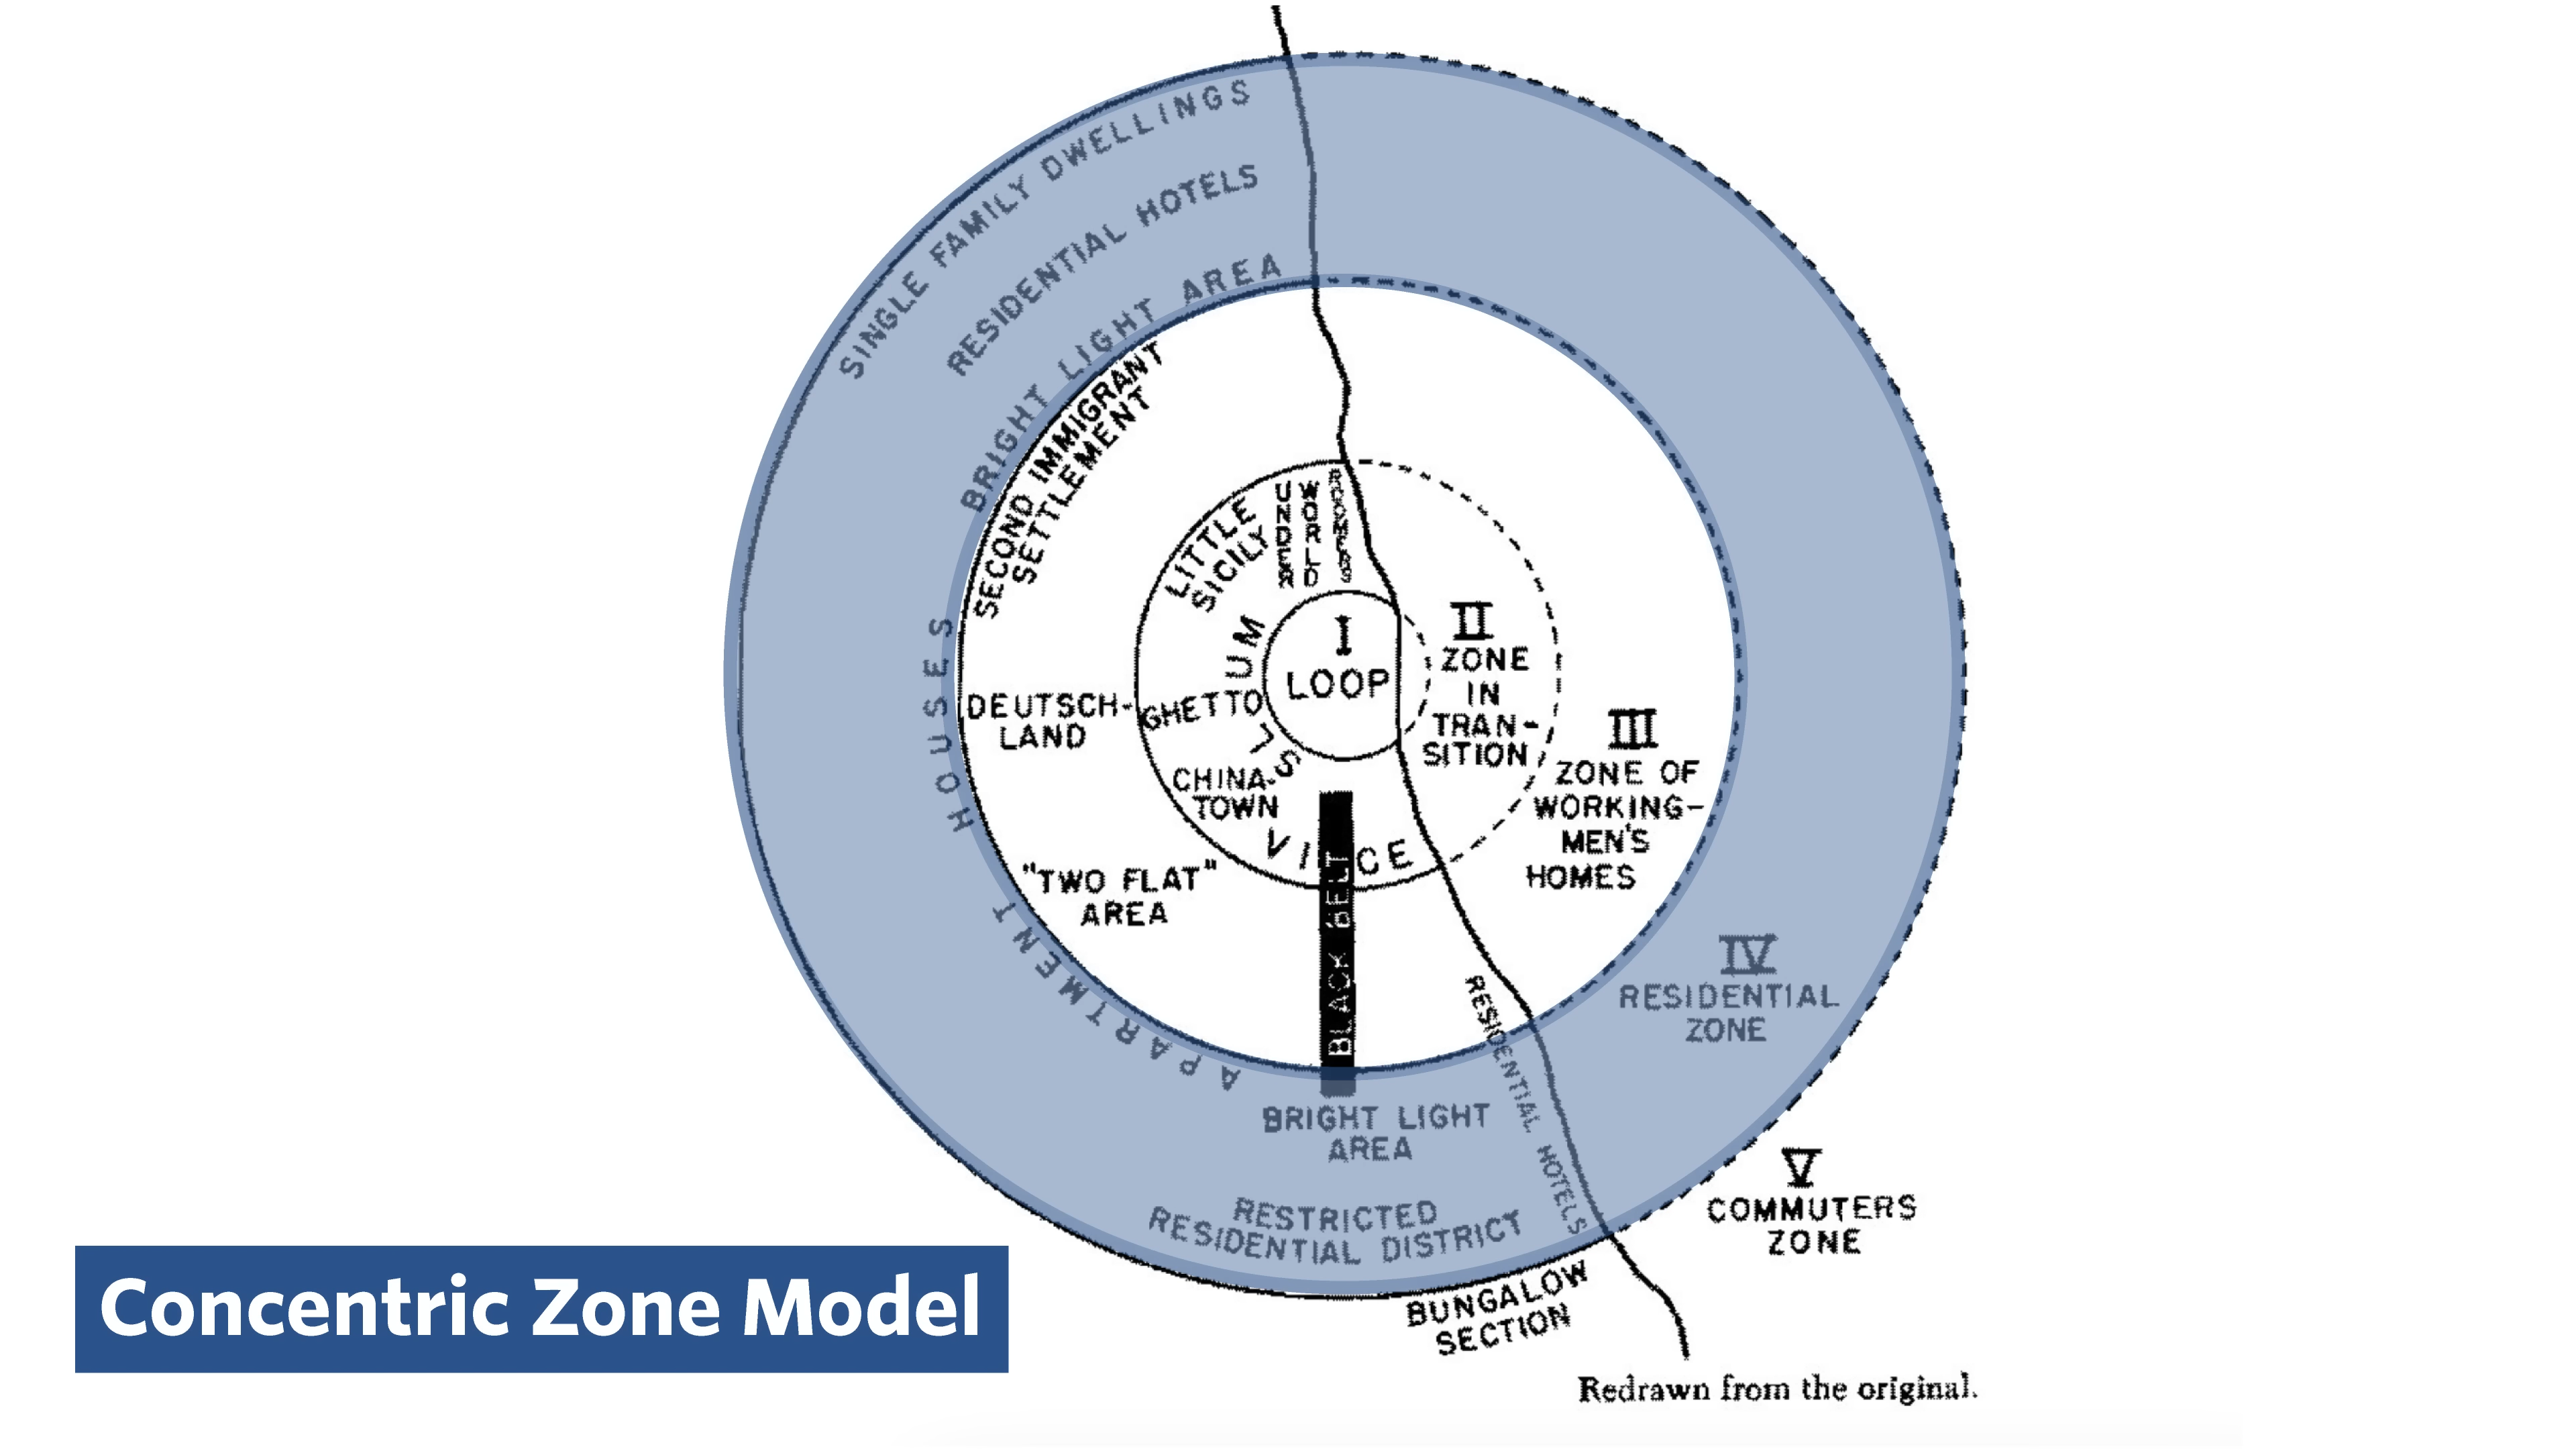 SINGLE FAMILY DWELLINGS
RESIDENTIAL HOTELS
BRIGHT LIGHT AREA
SECOND IMMIGRANT
SETTLEMENT
LITTLE
SICILY
UNDER
WORLD
ROOMERS
I
LOOP
II
ZONE
IN
TRAN-
SITION
SLUM
GHETTO
DEUTSCH-
LAND
CHINA-
TOWN
VICE
III
ZONE OF
WORKING-
MEN'S
HOMES
"TWO FLAT"
AREA
BLACK BELT
APARTMENT HOUSES
IV
RESIDENTIAL
ZONE
RESIDENTIAL HOTELS
BRIGHT LIGHT
AREA
RESTRICTED
RESIDENTIAL DISTRICT
V
COMMUTERS
ZONE
BUNGALOW
SECTION
Concentric Zone Model
Redrawn from the original.